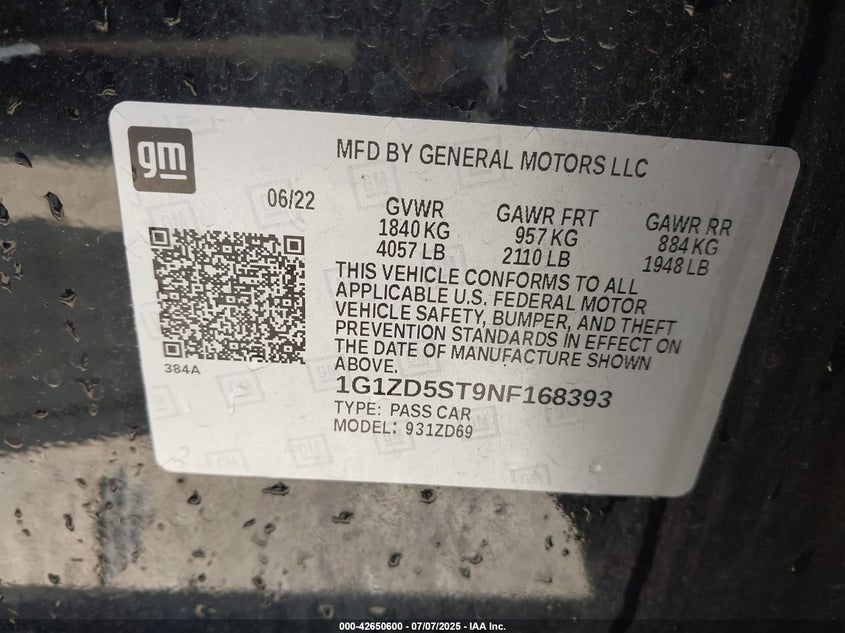 gm
MFD BY GENERAL MOTORS LLC
06/22
GVWR
1840 KG
4057 LB
GAWR FRT
957 KG
2110 LB
GAWR RR
884 KG
1948 LB
THIS VEHICLE CONFORMS TO ALL
APPLICABLE U.S. FEDERAL MOTOR
VEHICLE SAFETY, BUMPER, AND THEFT
PREVENTION STANDARDS IN EFFECT ON
THE DATE OF MANUFACTURE SHOWN
ABOVE.
384A
1G1ZD5ST9NF168393
TYPE: PASS CAR
MODEL: 931ZD69
000-42650600 - 07/07/2025 - IAA Inc.